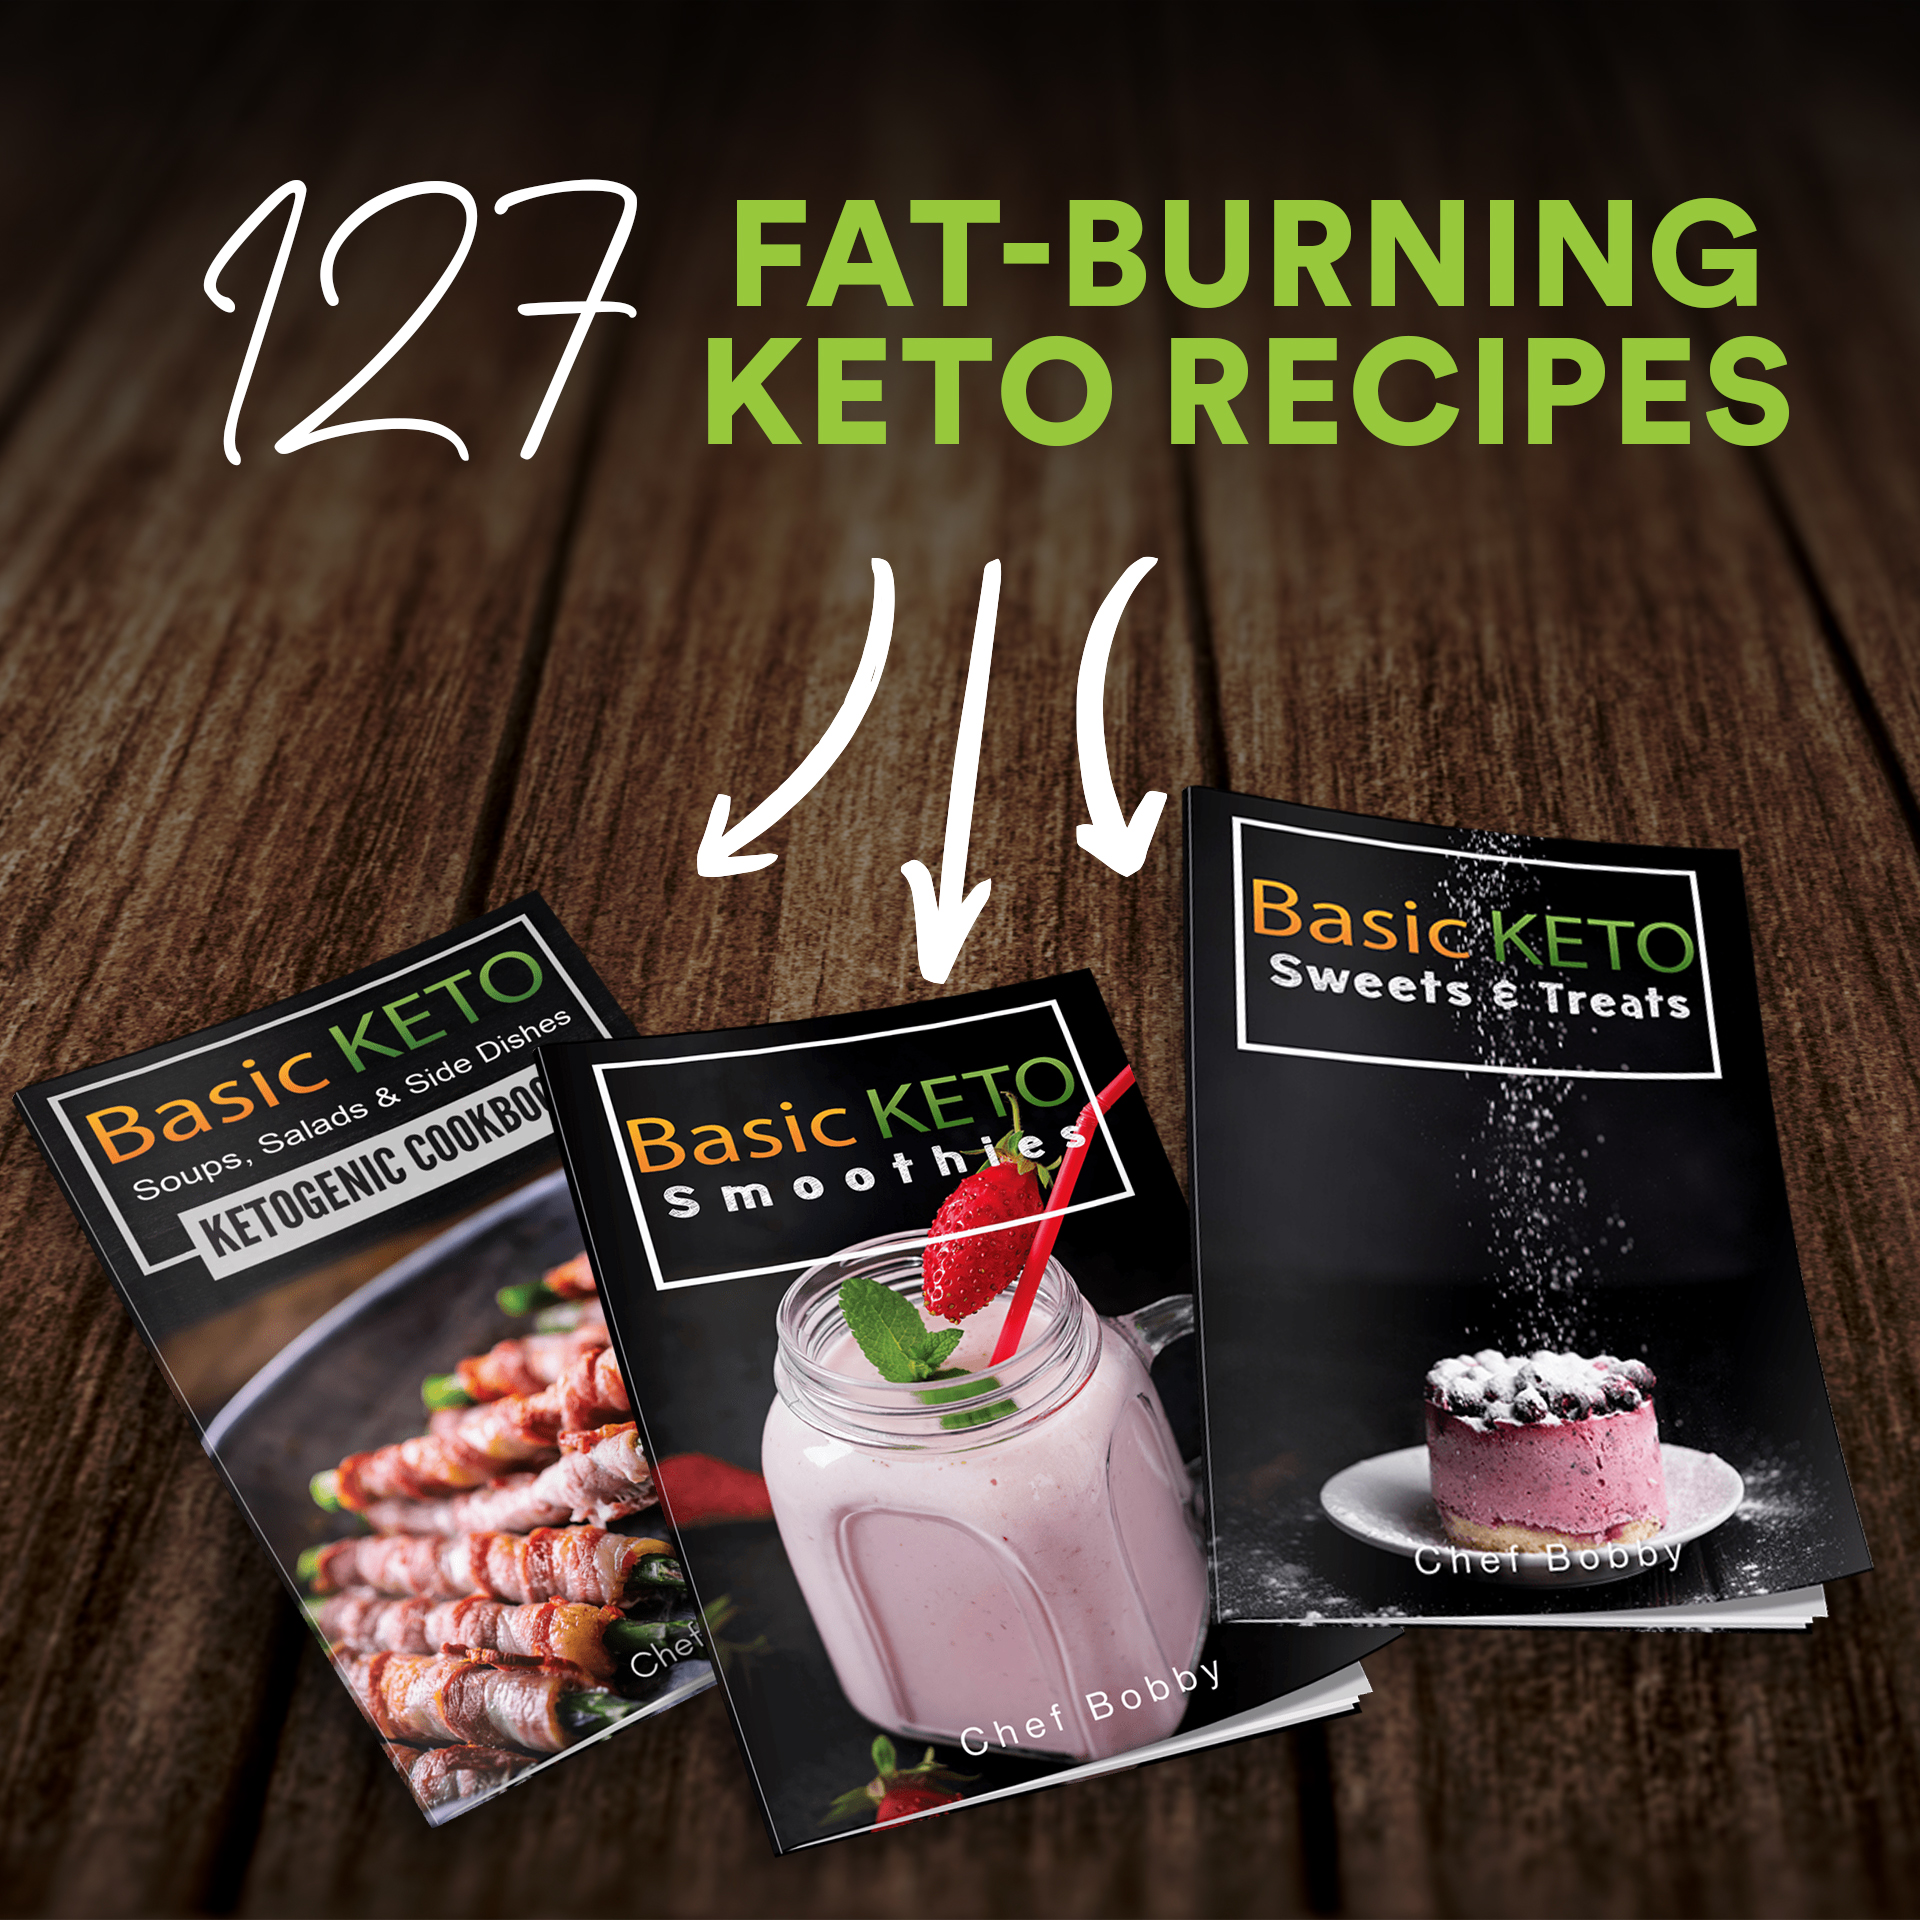 127 FAT-BURNING
KETO RECIPES
Basic KETO
Soups, Salads & Side Dishes
KETOGENIC
Chef
Basic KETO
Smoothies
Chef Bobby
Basic KETO
Sweets & Treats
Chef Bobby